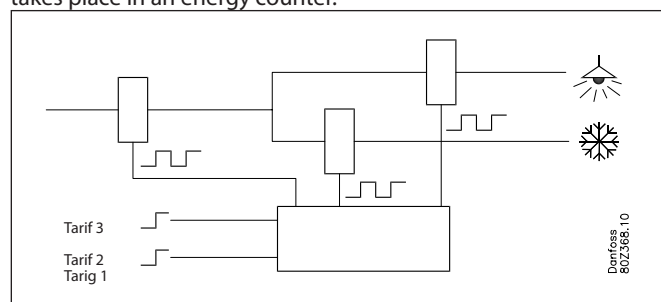 takes place in an energy counter.
Tarif 3
Tarif 2
Tarig 1
Danfoss
80Z368.10